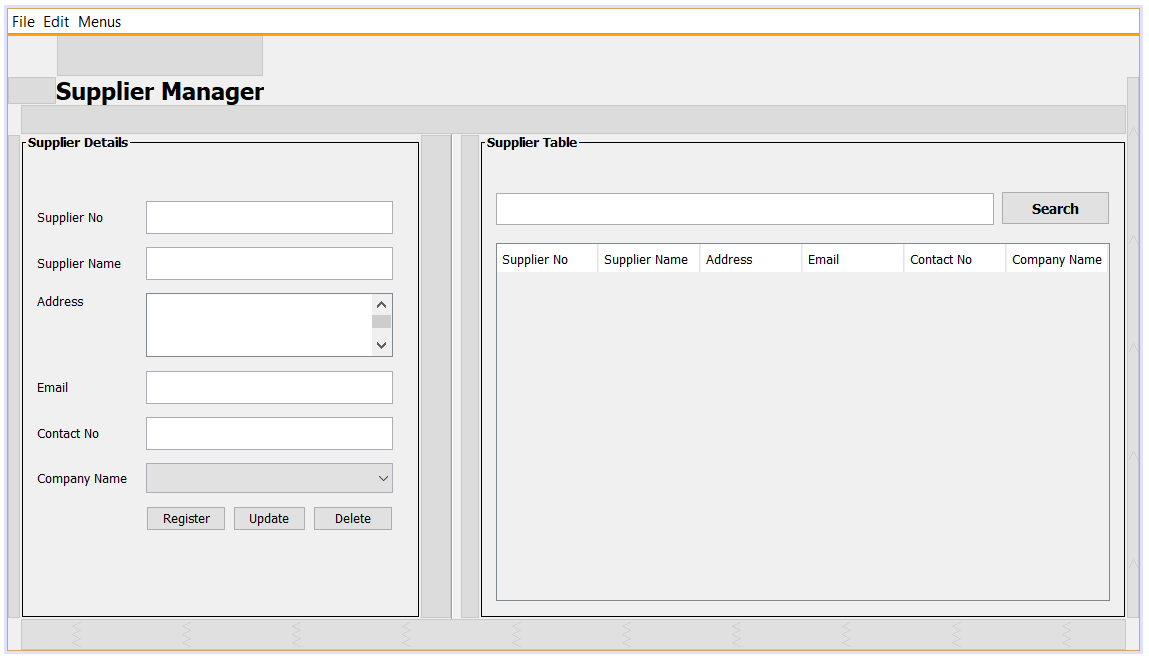 File Edit Menus
Supplier Manager
Supplier Details
Supplier No
Supplier Name
Address
Email
Contact No
Company Name
Register Update Delete
Supplier Table
Search
Supplier No Supplier Name Address Email Contact No Company Name